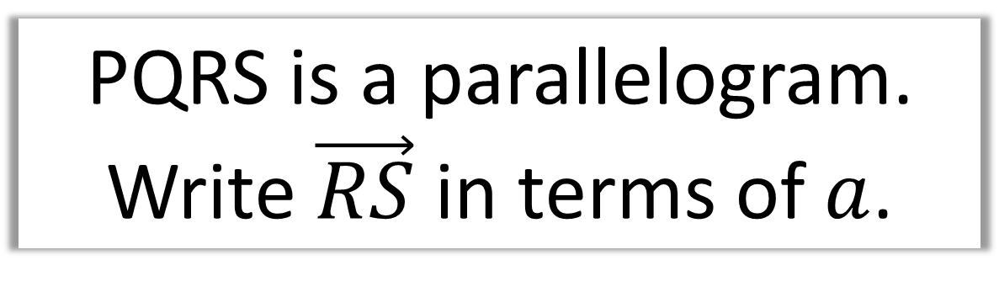 PQRS is a parallelogram.
Write $\overrightarrow{RS}$ in terms of $a$.